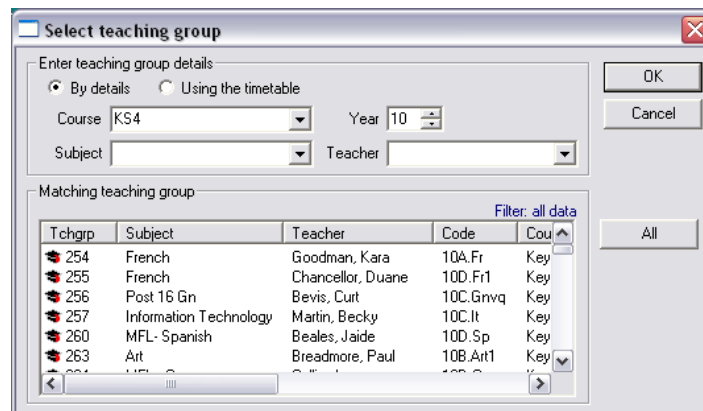 Select teaching group
Enter teaching group details
By details Using the timetable
OK
Course KS4 Year 10
Cancel
Subject Teacher
Matching teaching group
Filter: all data
All
Tchgrp Subject Teacher Code Cou
254 French Goodman, Kara 10A.Fr Key
255 French Chancellor, Duane 10D.Fr1 Key
256 Post 16 Gn Bevis, Curt 10C.Gnvq Key
257 Information Technology Martin, Becky 10C.It Key
260 MFL- Spanish Beales, Jaide 10D.Sp Key
263 Art Breadmore, Paul 10B.Art1 Key